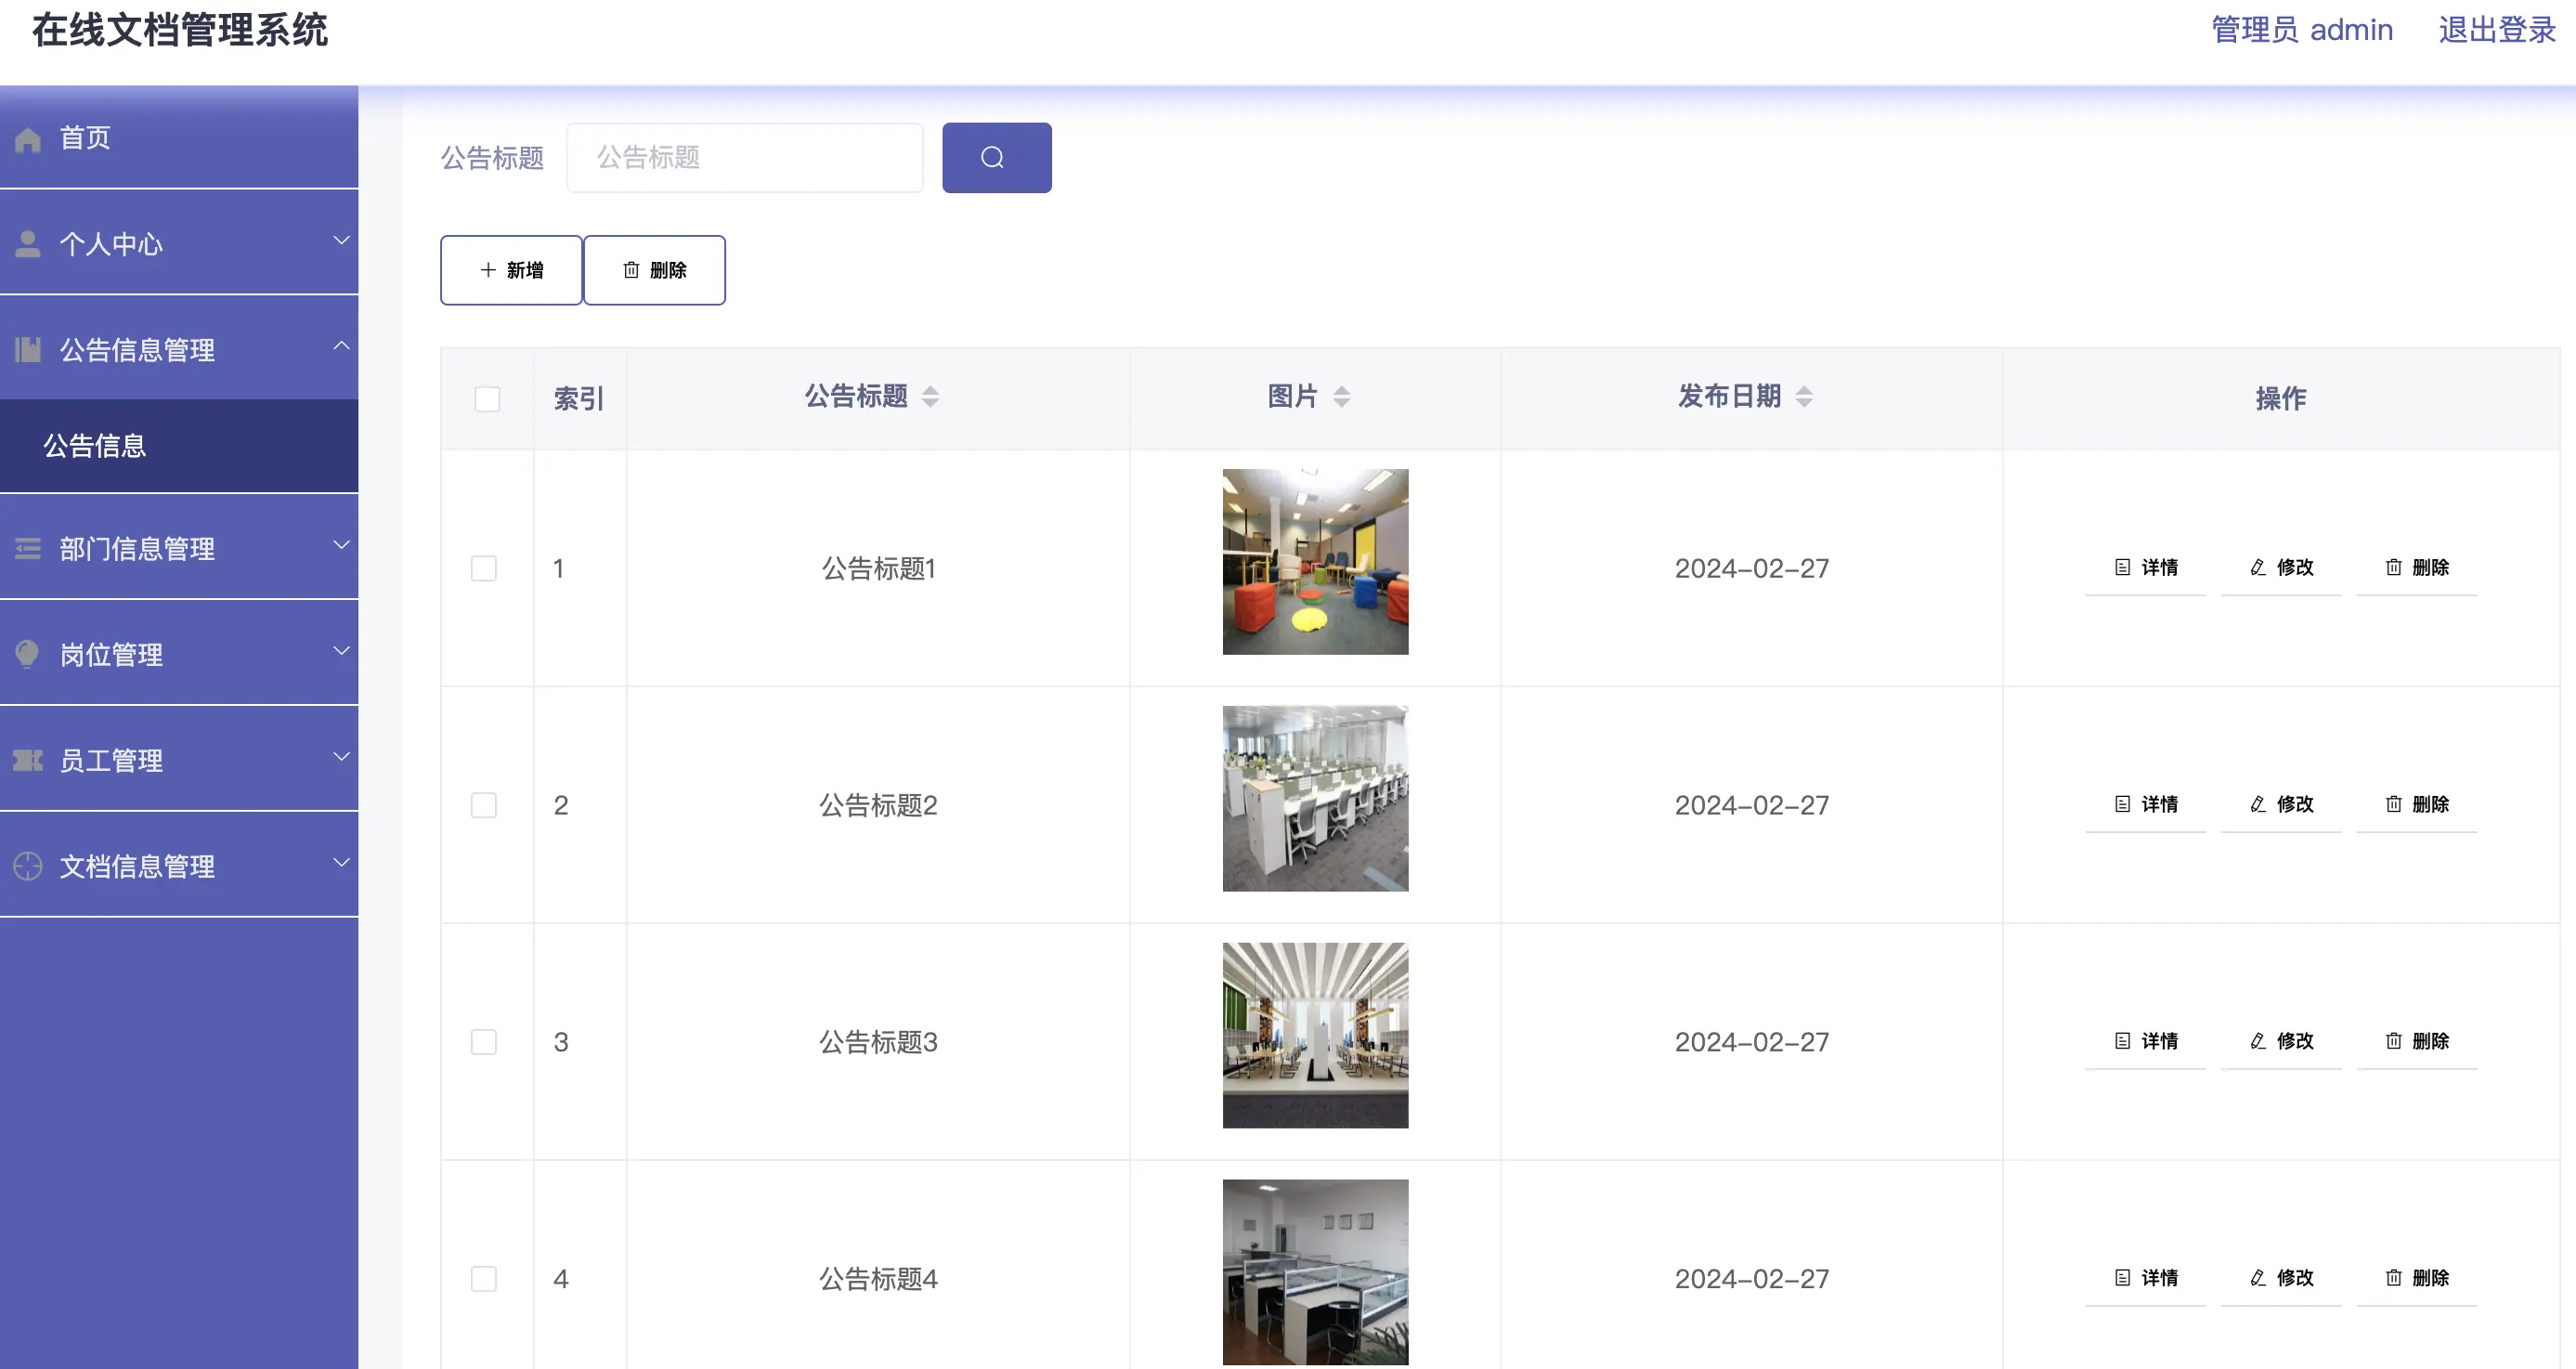 在线文档管理系统
管理员 admin 退出登录
首页
个人中心
公告信息管理
公告信息
部门信息管理
岗位管理
员工管理
文档信息管理
公告标题 公告标题
新增 删除
索引 公告标题 图片 发布日期 操作
1 公告标题1 2024-02-27 详情 修改 删除
2 公告标题2 2024-02-27 详情 修改 删除
3 公告标题3 2024-02-27 详情 修改 删除
4 公告标题4 2024-02-27 详情 修改 删除